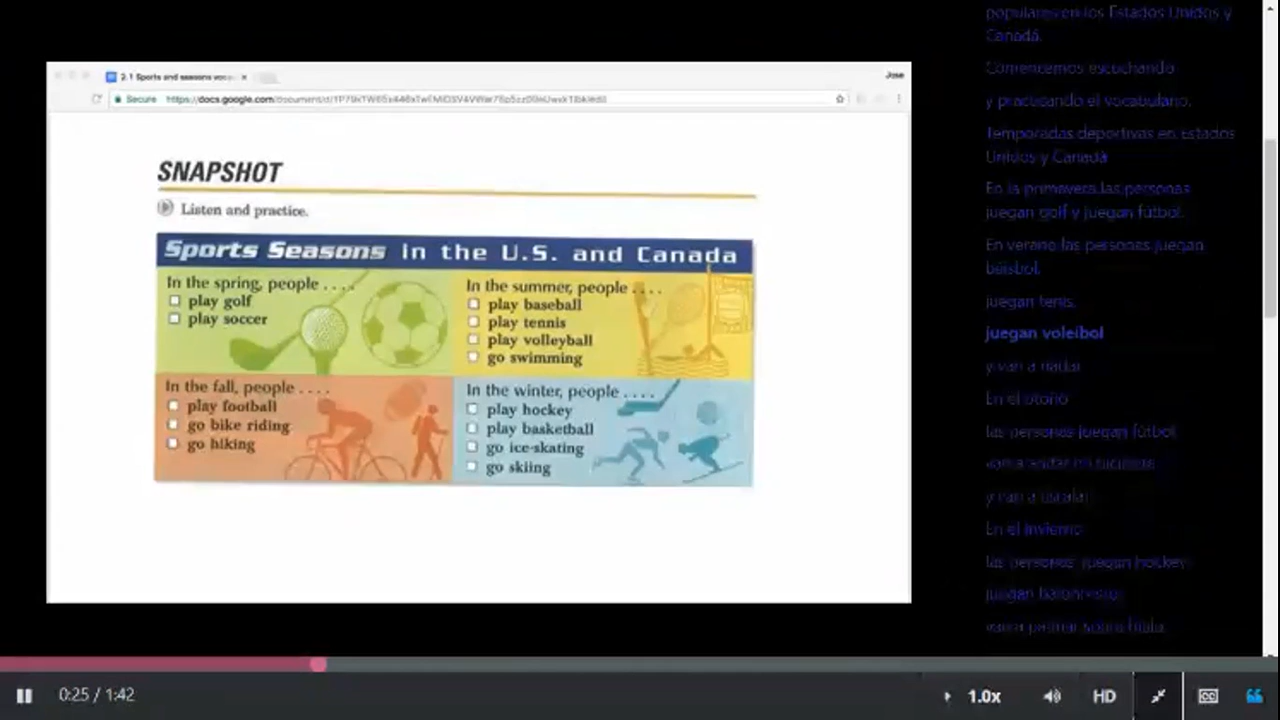 populares en los Estados Unidos y
Canadá.
Comencemos escuchando
y practicando el vocabulario.
Temporadas deportivas en Estados
Unidos y Canadá
En la primavera las personas
juegan golf y juegan fútbol.
En verano las personas juegan
béisbol.
juegan tenis.
juegan voleibol
y van a nadar
En el otoño
las personas juegan fútbol
y van a
En el invierno
las personas juegan hockey
juegan
2.1 Sports and seasons
Jose
Secure
https://docs.google.com/document/d/
SNAPSHOT
Listen and practice.
Sports Seasons in the U.S. and Canada
In the spring, people . . . .
play golf
play soccer
In the summer, people . . . .
play baseball
play tennis
play volleyball
go swimming
In the fall, people . . . .
play football
go bike riding
go hiking
In the winter, people . . . .
play hockey
play basketball
go ice-skating
go skiing
0:25 / 1:42
1.0x
HD
CC